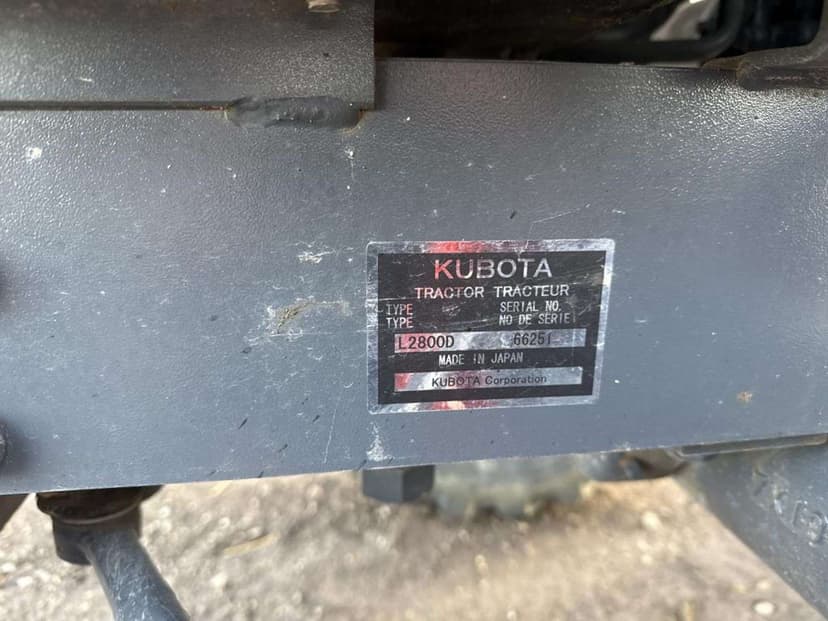 KUBOTA
TRACTOR TRACTEUR
TYPE SERIAL NO.
TYPE NO DE SERIE
L2800D 66251
MADE IN JAPAN
KUBOTA Corporation